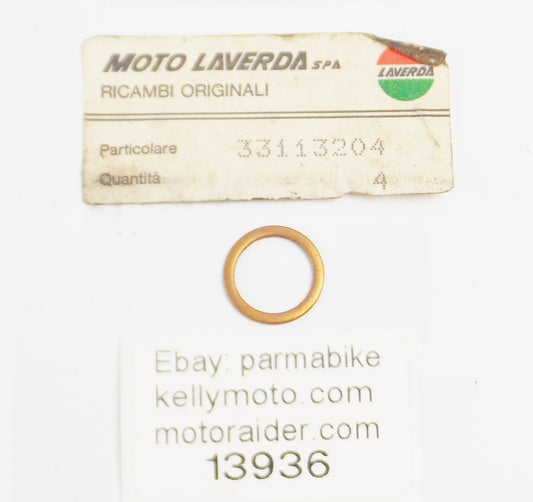 MOTO LAVERDA SPA
LAVERDA
RICAMBI ORIGINALI
Particolare 33113204
Quantità 4
Ebay: parmabike
kellymoto.com
motoraider.com
13936